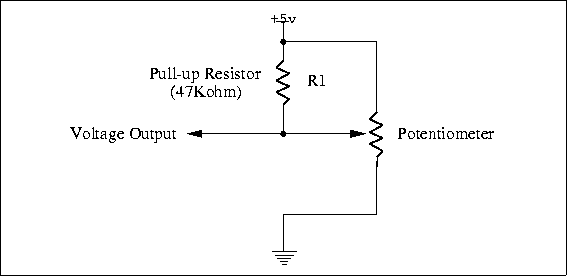 +5v
Pull-up Resistor
(47Kohm)
R1
Voltage Output
Potentiometer